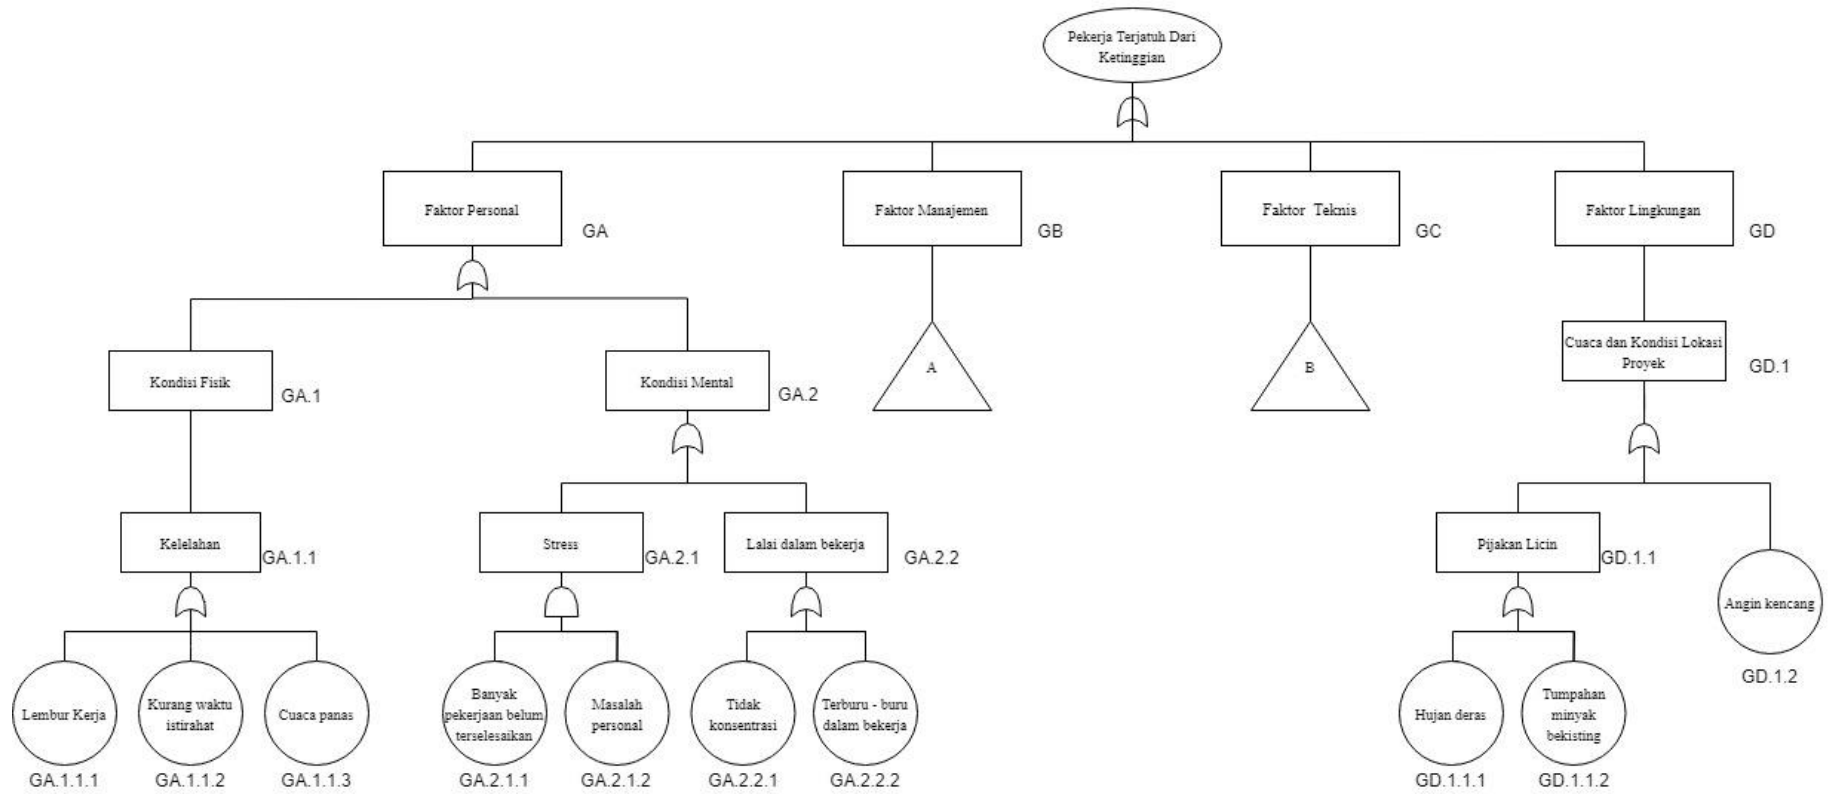 Pekerja Terjatuh Dari
Ketinggian
Faktor Personal
GA
Faktor Manajemen
GB
Faktor Teknis
GC
Faktor Lingkungan
GD
Kondisi Fisik
GA.1
Kondisi Mental
GA.2
A
B
Cuaca dan Kondisi Lokasi
Proyek
GD.1
Kelelahan
GA.1.1
Stress
GA.2.1
Lalai dalam bekerja
GA.2.2
Pijakan Licin
GD.1.1
Angin kencang
GD.1.2
Lembur Kerja
GA.1.1.1
Kurang waktu
istirahat
GA.1.1.2
Cuaca panas
GA.1.1.3
Banyak
pekerjaan belum
terselesaikan
GA.2.1.1
Masalah
personal
GA.2.1.2
Tidak
konsentrasi
GA.2.2.1
Terburu - buru
dalam bekerja
GA.2.2.2
Hujan deras
GD.1.1.1
Tumpahan
minyak
bekisting
GD.1.1.2